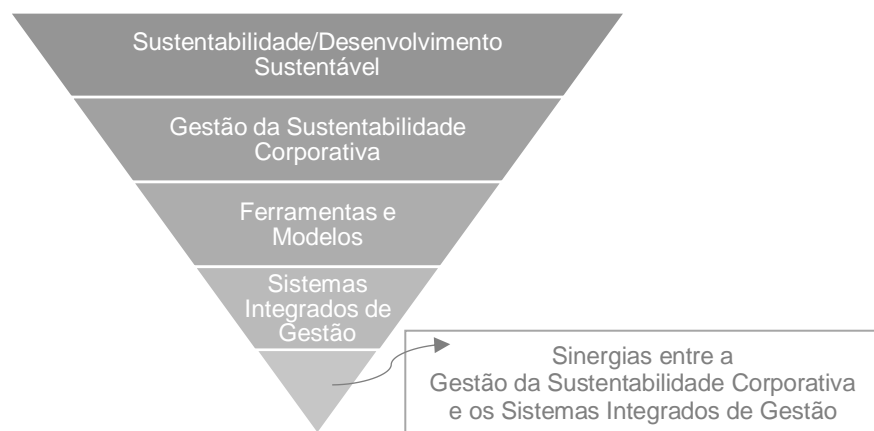 Sustentabilidade/Desenvolvimento
Sustentável
Gestão da Sustentabilidade
Corporativa
Ferramentas e
Modelos
Sistemas
Integrados de
Gestão
Sinergias entre a
Gestão da Sustentabilidade Corporativa
e os Sistemas Integrados de Gestão